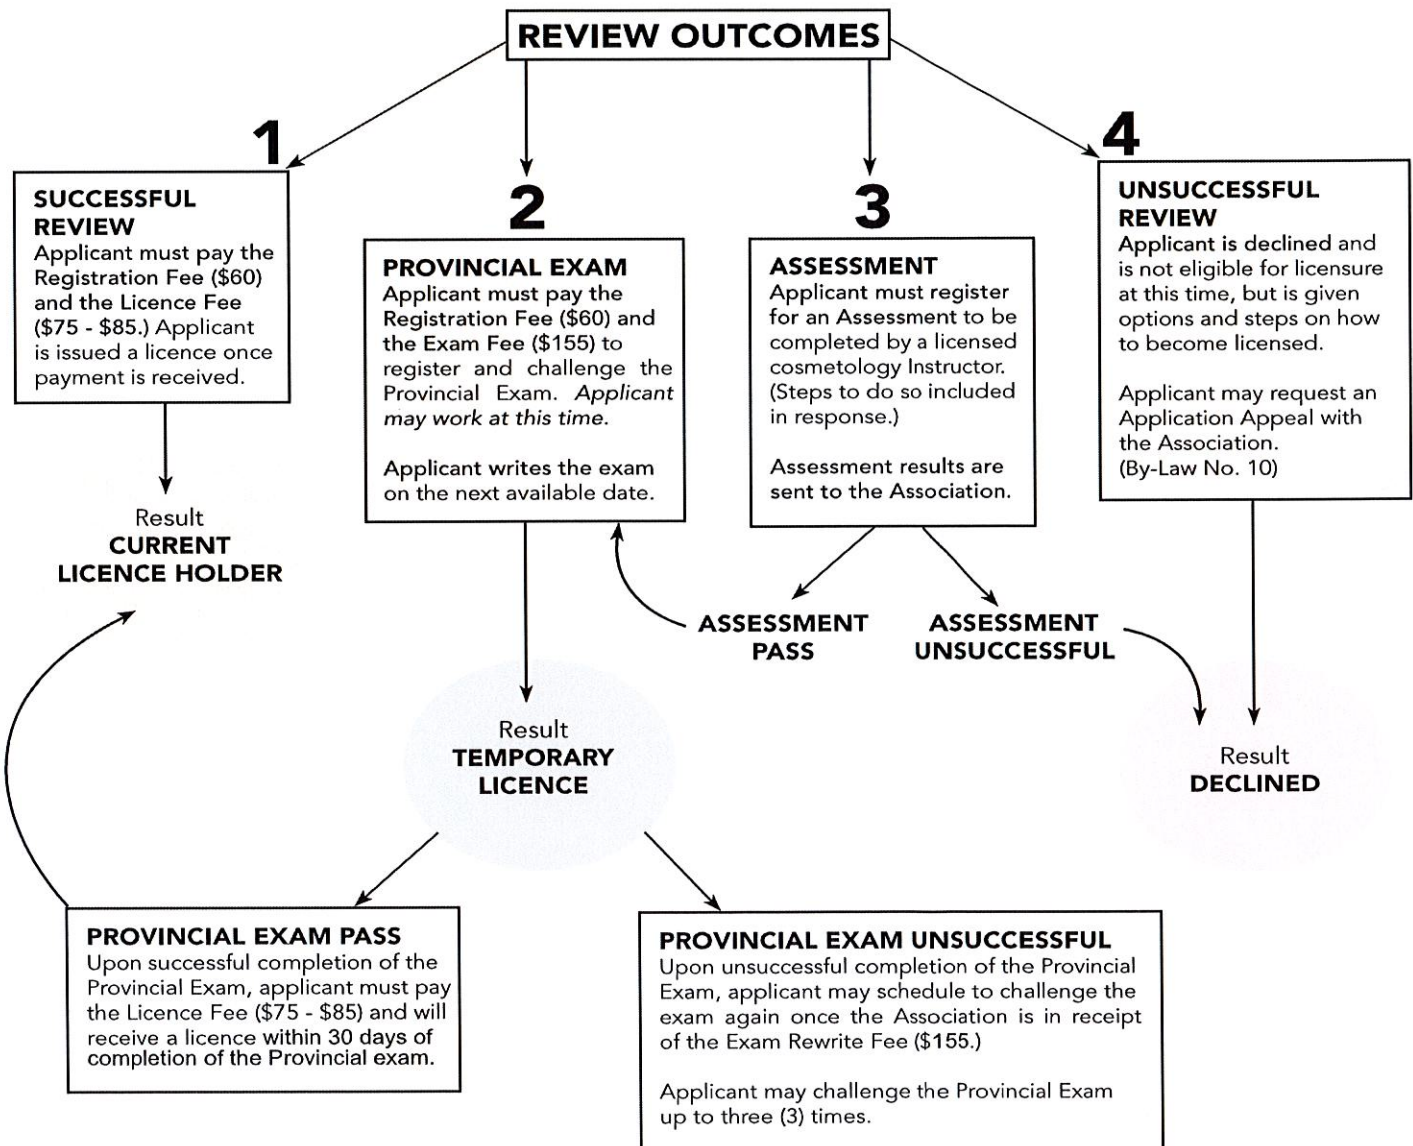 REVIEW OUTCOMES
1
SUCCESSFUL
REVIEW
Applicant must pay the
Registration Fee ($60)
and the Licence Fee
($75 - $85.) Applicant
is issued a licence once
payment is received.
Result
CURRENT
LICENCE HOLDER
2
PROVINCIAL EXAM
Applicant must pay the
Registration Fee ($60) and
the Exam Fee ($155) to
register and challenge the
Provincial Exam. Applicant
may work at this time.
Applicant writes the exam
on the next available date.
3
ASSESSMENT
Applicant must register
for an Assessment to be
completed by a licensed
cosmetology Instructor.
(Steps to do so included
in response.)
Assessment results are
sent to the Association.
4
UNSUCCESSFUL
REVIEW
Applicant is declined and
is not eligible for licensure
at this time, but is given
options and steps on how
to become licensed.
Applicant may request an
Application Appeal with
the Association.
(By-Law No. 10)
ASSESSMENT
PASS
ASSESSMENT
UNSUCCESSFUL
Result
TEMPORARY
LICENCE
Result
DECLINED
PROVINCIAL EXAM PASS
Upon successful completion of the
Provincial Exam, applicant must pay
the Licence Fee ($75 - $85) and will
receive a licence within 30 days of
completion of the Provincial exam.
PROVINCIAL EXAM UNSUCCESSFUL
Upon unsuccessful completion of the Provincial
Exam, applicant may schedule to challenge the
exam again once the Association is in receipt
of the Exam Rewrite Fee ($155.)
Applicant may challenge the Provincial Exam
up to three (3) times.